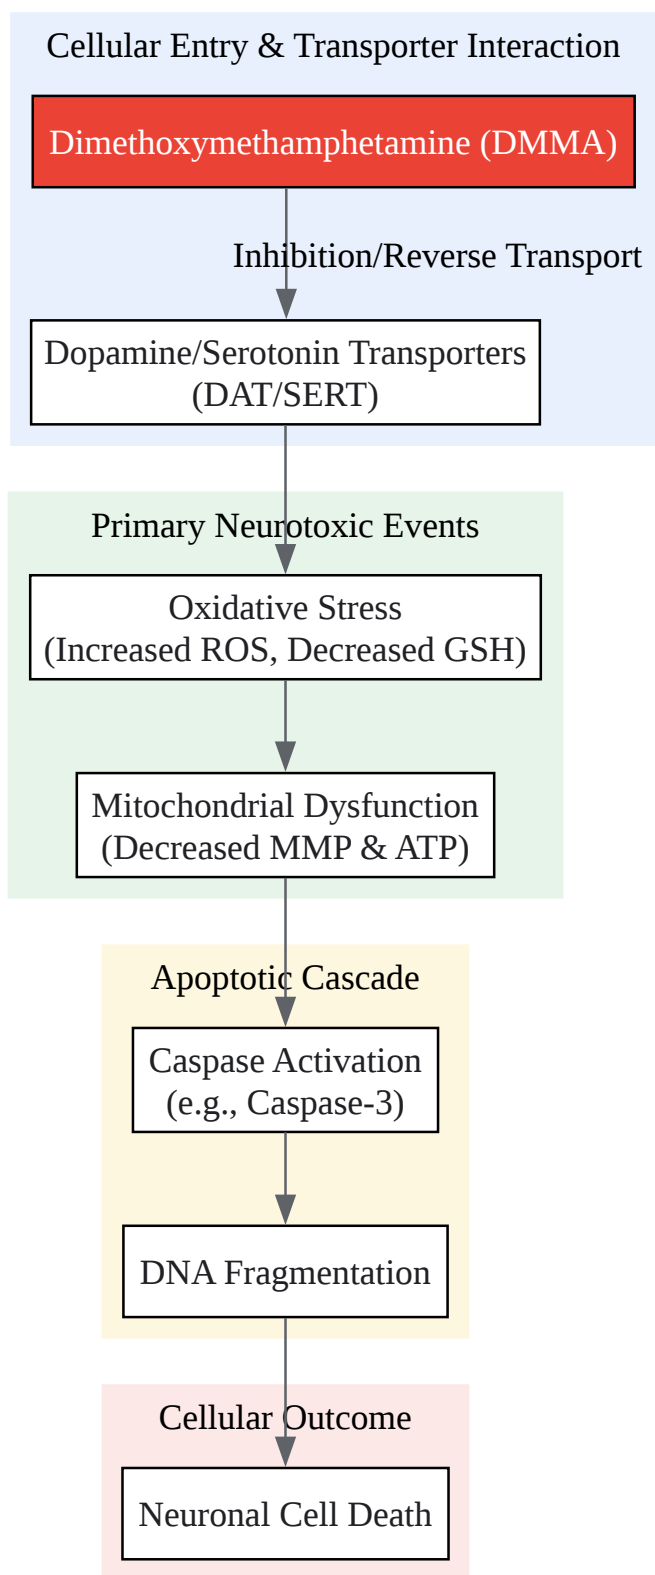 Cellular Entry & Transporter Interaction
Dimethoxymethamphetamine (DMMA)
Inhibition/Reverse Transport
Dopamine/Serotonin Transporters
(DAT/SERT)
Primary Neurotoxic Events
Oxidative Stress
(Increased ROS, Decreased GSH)
Mitochondrial Dysfunction
(Decreased MMP & ATP)
Apoptotic Cascade
Caspase Activation
(e.g., Caspase-3)
DNA Fragmentation
Cellular Outcome
Neuronal Cell Death